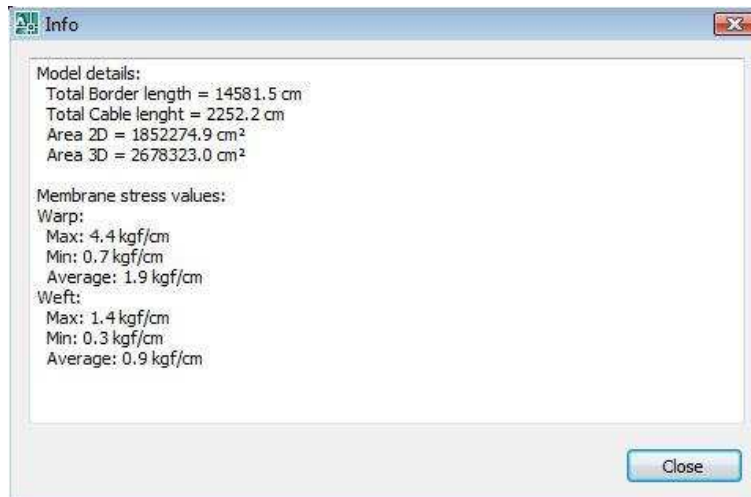 Info
Model details:
Total Border length = 14581.5 cm
Total Cable lenght = 2252.2 cm
Area 2D = 1852274.9 cm²
Area 3D = 2678323.0 cm²
Membrane stress values:
Warp:
Max: 4.4 kgf/cm
Min: 0.7 kgf/cm
Average: 1.9 kgf/cm
Weft:
Max: 1.4 kgf/cm
Min: 0.3 kgf/cm
Average: 0.9 kgf/cm
Close